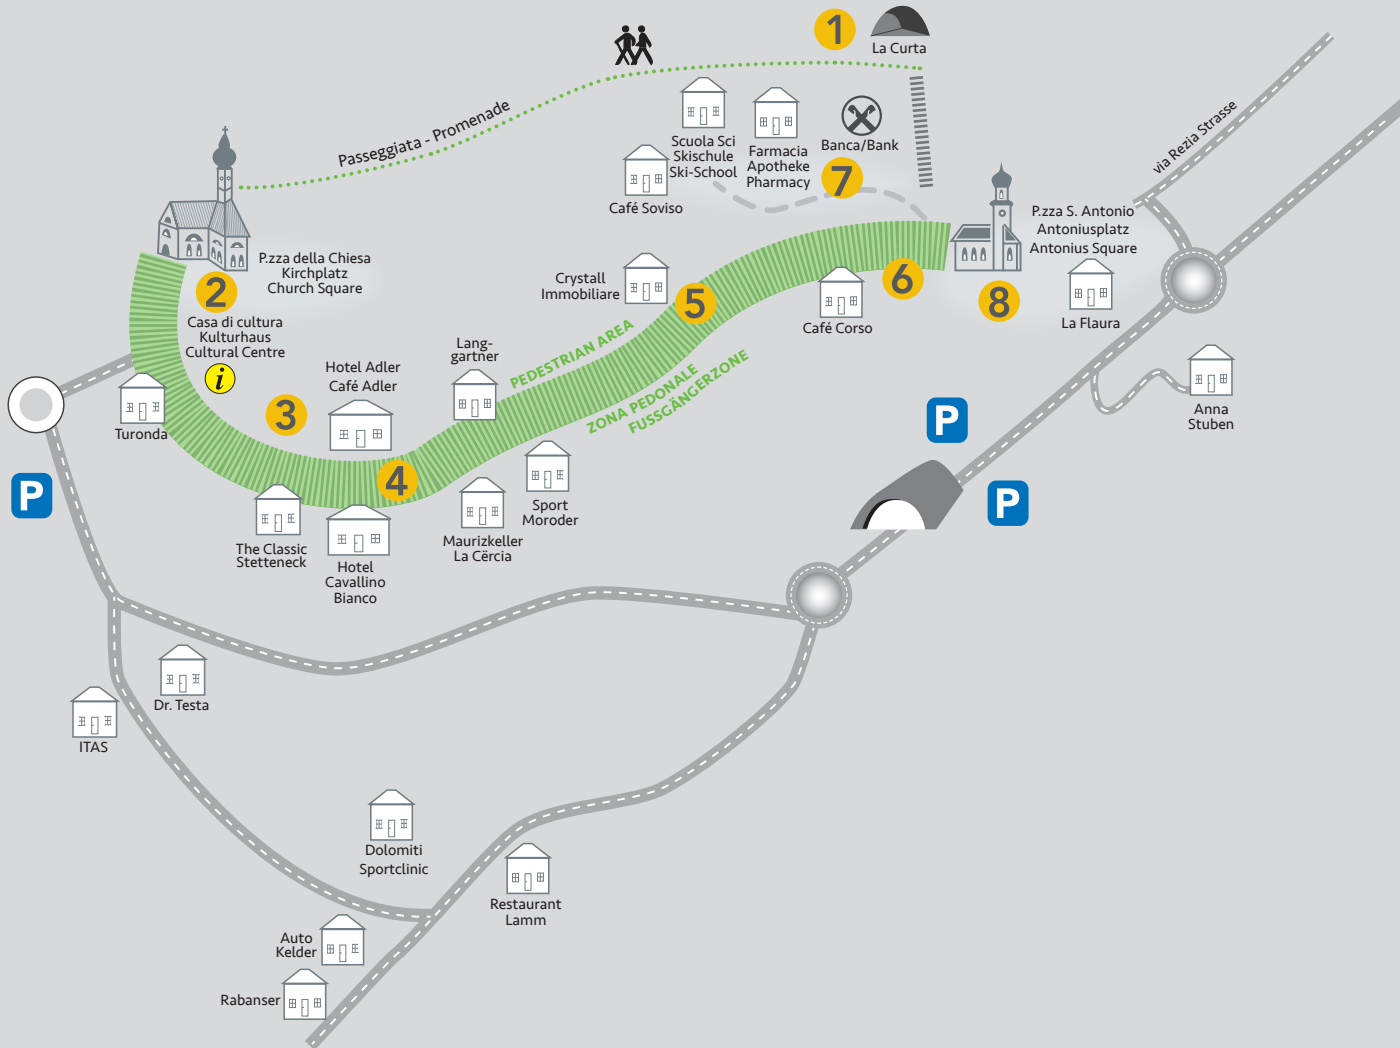 1
La Curta
via Rezia Strasse
Passeggiata - Promenade
Scuola Sci
Skischule
Ski-School
Farmacia
Apotheke
Pharmacy
Banca/Bank
7
Café Soviso
P.zza S. Antonio
Antoniusplatz
Antonius Square
8
La Flaura
P.zza della Chiesa
Kirchplatz
Church Square
2
Casa di cultura
Kulturhaus
Cultural Centre
i
Crystall
Immobiliare
5
6
Café Corso
Lang-
gartner
PEDESTRIAN AREA
ZONA PEDONALE
FUSSGÄNGERZONE
Hotel Adler
Café Adler
3
4
Turonda
Anna
Stuben
P
P
P
The Classic
Stetteneck
Hotel
Cavallino
Bianco
Maurizkeller
La Cërcia
Sport
Moroder
Dr. Testa
ITAS
Dolomiti
Sportclinic
Restaurant
Lamm
Auto
Kelder
Rabanser